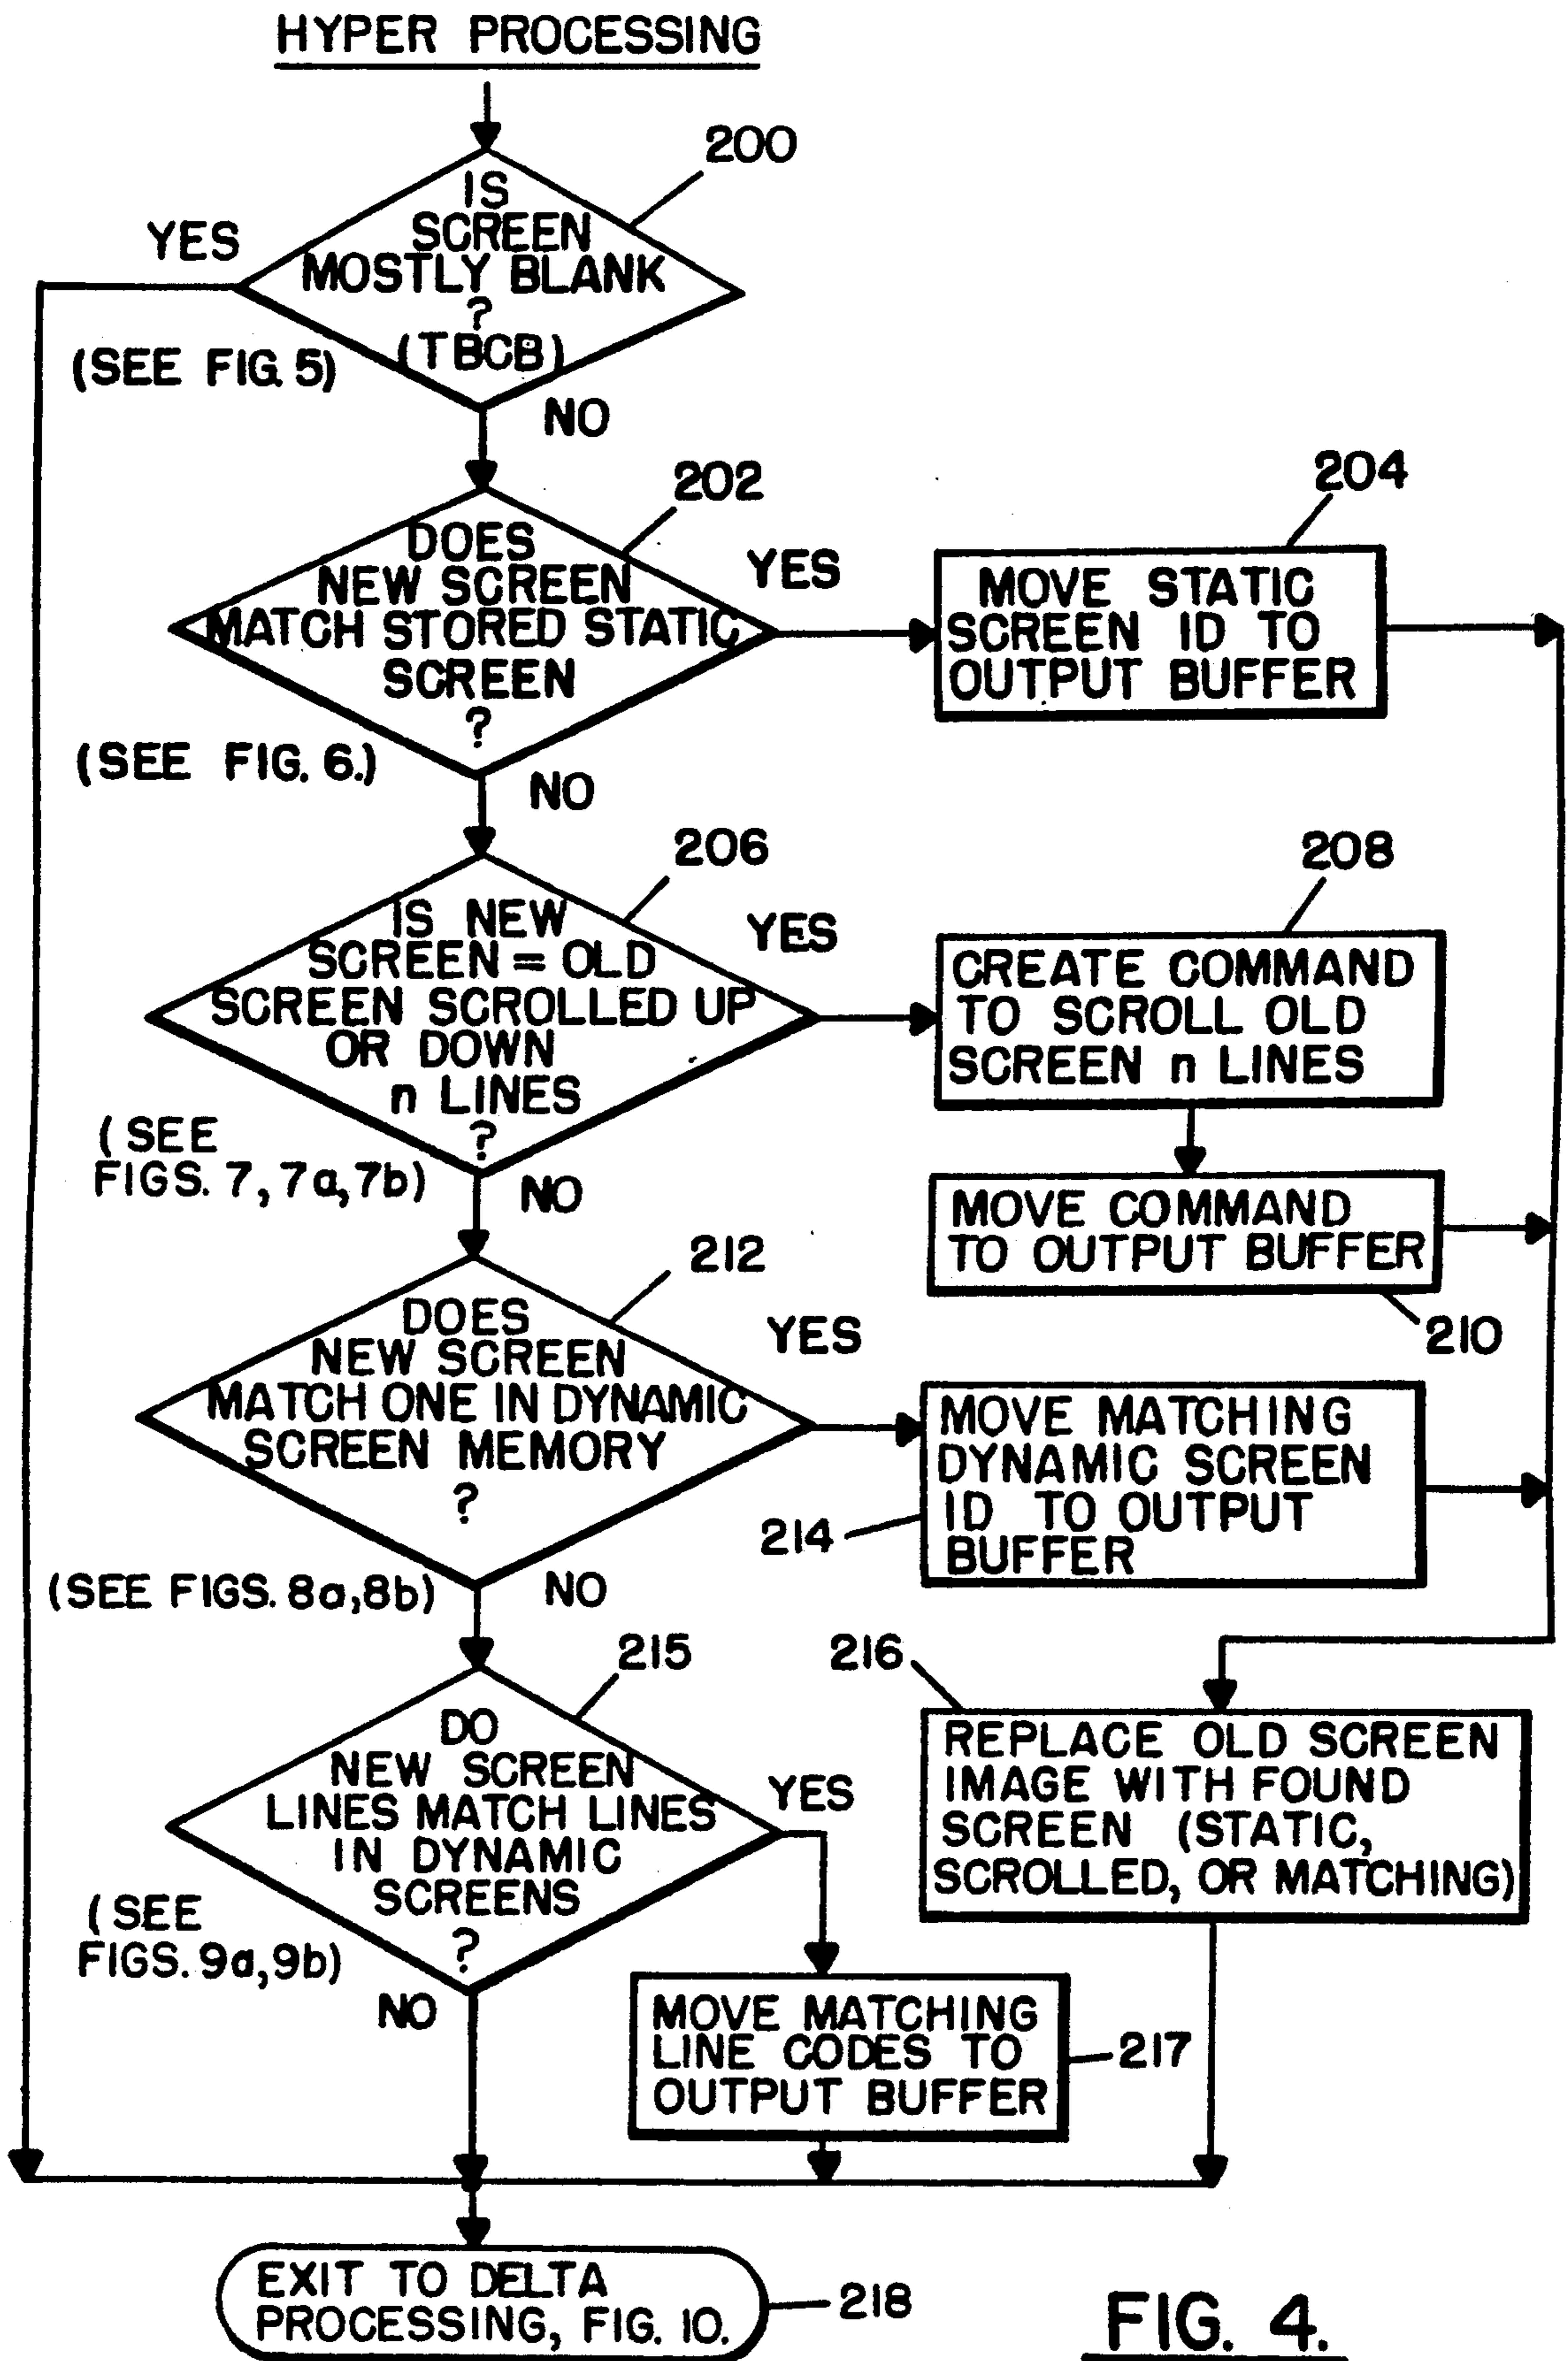 HYPER PROCESSING
200
IS
SCREEN
MOSTLY BLANK
?
(TBCB)
YES
(SEE FIG. 5)
NO
202
DOES
NEW SCREEN
MATCH STORED STATIC
SCREEN
?
YES
(SEE FIG. 6.)
NO
204
MOVE STATIC
SCREEN ID TO
OUTPUT BUFFER
206
IS NEW
SCREEN = OLD
SCREEN SCROLLED UP
OR DOWN
n LINES
?
YES
(SEE
FIGS. 7, 7a, 7b)
NO
208
CREATE COMMAND
TO SCROLL OLD
SCREEN n LINES
MOVE COMMAND
TO OUTPUT BUFFER
210
212
DOES
NEW SCREEN
MATCH ONE IN DYNAMIC
SCREEN MEMORY
?
YES
(SEE FIGS. 8a, 8b)
NO
MOVE MATCHING
DYNAMIC SCREEN
ID TO OUTPUT
BUFFER
214
215
DO
NEW SCREEN
LINES MATCH LINES
IN DYNAMIC
SCREENS
?
YES
(SEE
FIGS. 9a, 9b)
NO
216
REPLACE OLD SCREEN
IMAGE WITH FOUND
SCREEN (STATIC,
SCROLLED, OR MATCHING)
MOVE MATCHING
LINE CODES TO
OUTPUT BUFFER
217
EXIT TO DELTA
PROCESSING, FIG. 10.
218
FIG. 4.